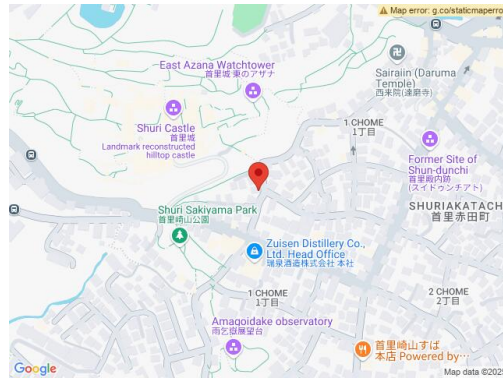 Map error: g.co/staticmaperro
East Azana Watchtower
首里城 東のアザナ
Sairaiin (Daruma
Temple)
西来院(達磨寺)
Shuri Castle
首里城
Landmark reconstructed
hilltop castle
1 CHOME
1丁目
Former Site of
Shun-dunchi
首里殿内跡
(スイドゥンチアト)
SHURIAKATACH
首里赤田町
Shuri Sakiyama Park
首里崎山公園
Zuisen Distillery Co.,
Ltd. Head Office
瑞泉酒造株式会社 本社
1 CHOME
1丁目
2 CHOME
2丁目
Amagoidake observatory
雨乞嶽展望台
首里崎山すば
本店 Powered by…
Google
Map data ©202